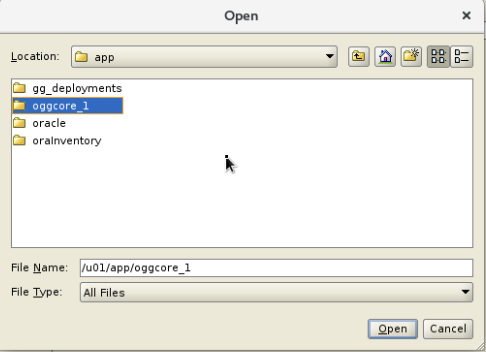 Open
Location: app
gg_deployments
oggcore_1
oracle
oraInventory
File Name: /u01/app/oggcore_1
File Type: All Files
Open Cancel